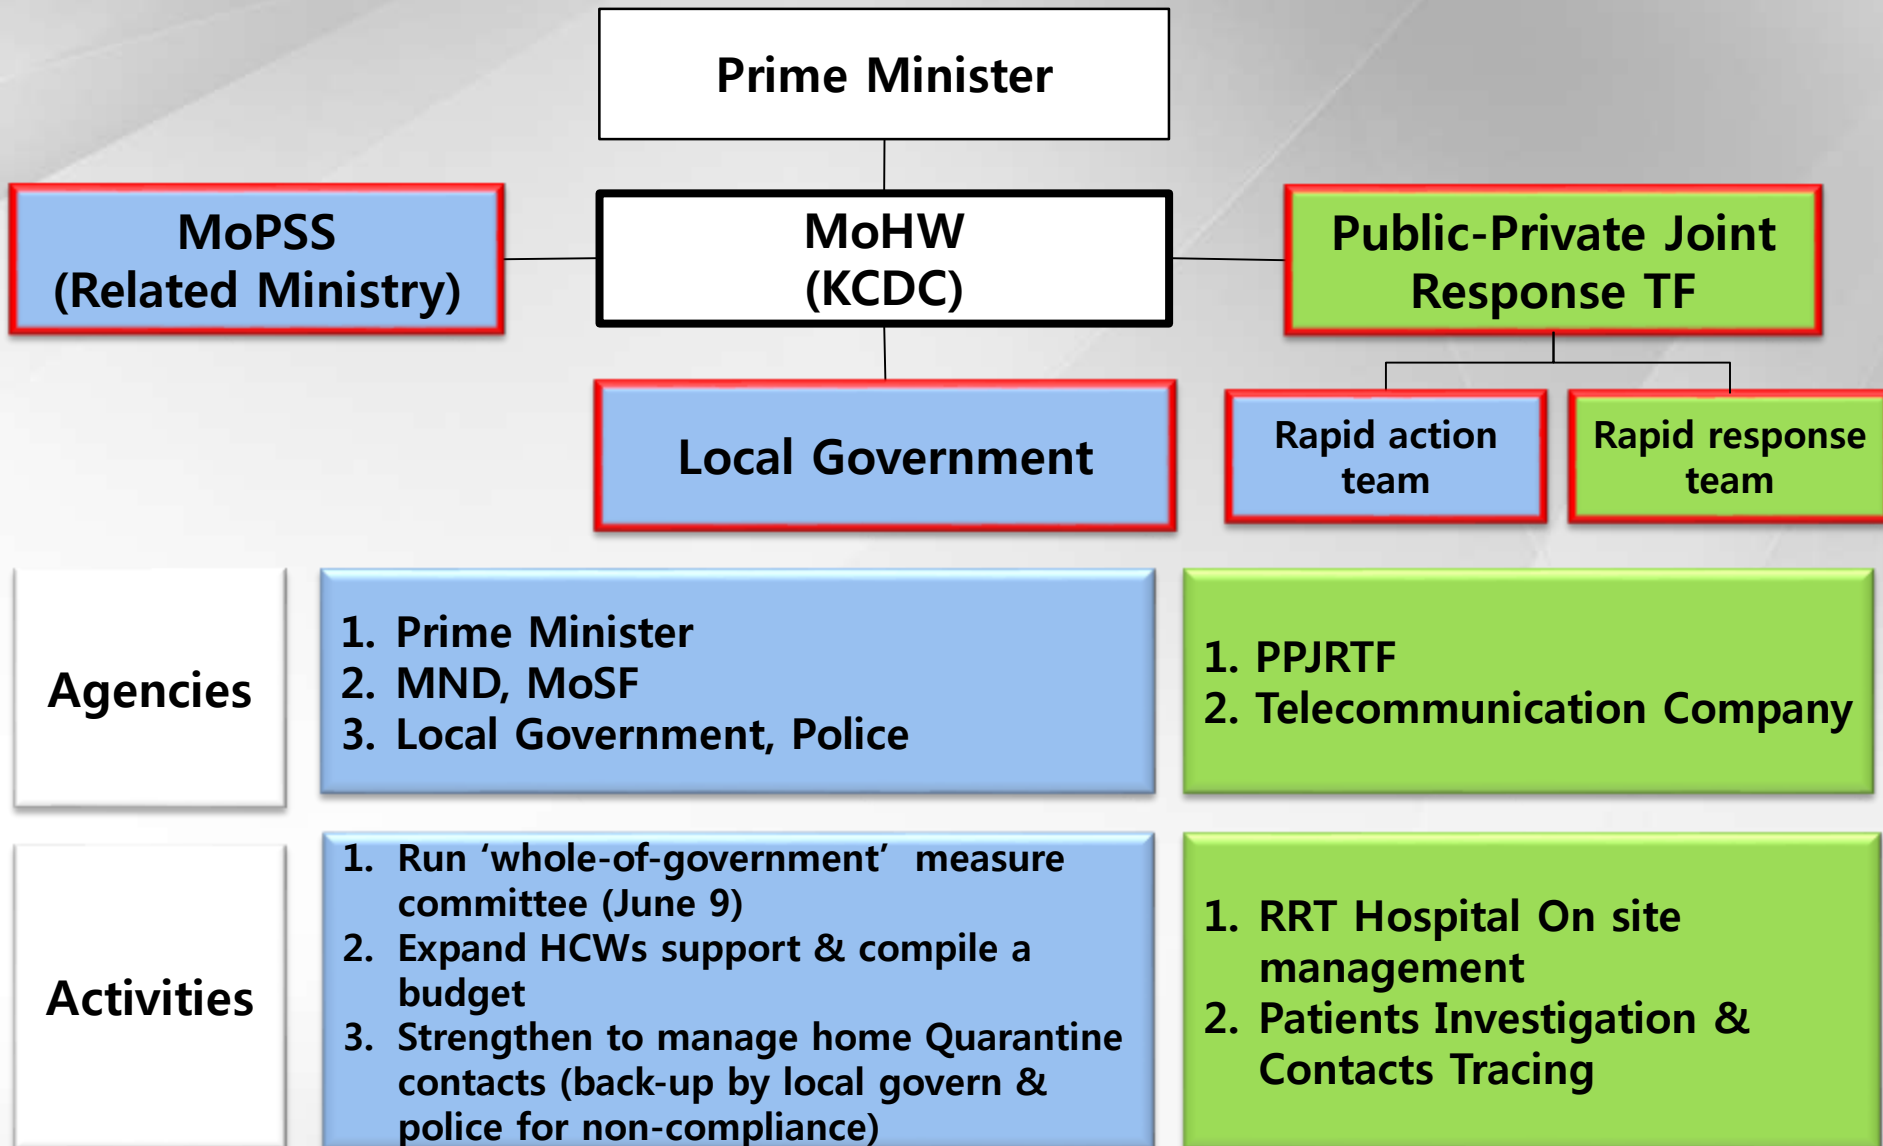 Prime Minister
MoPSS
(Related Ministry)
MoHW
(KCDC)
Public-Private Joint
Response TF
Local Government
Rapid action
team
Rapid response
team
Agencies
1. Prime Minister
2. MND, MoSF
3. Local Government, Police
1. PPJRTF
2. Telecommunication Company
Activities
1. Run ‘whole-of-government’ measure
committee (June 9)
2. Expand HCWs support & compile a
budget
3. Strengthen to manage home Quarantine
contacts (back-up by local govern &
police for non-compliance)
1. RRT Hospital On site
management
2. Patients Investigation &
Contacts Tracing